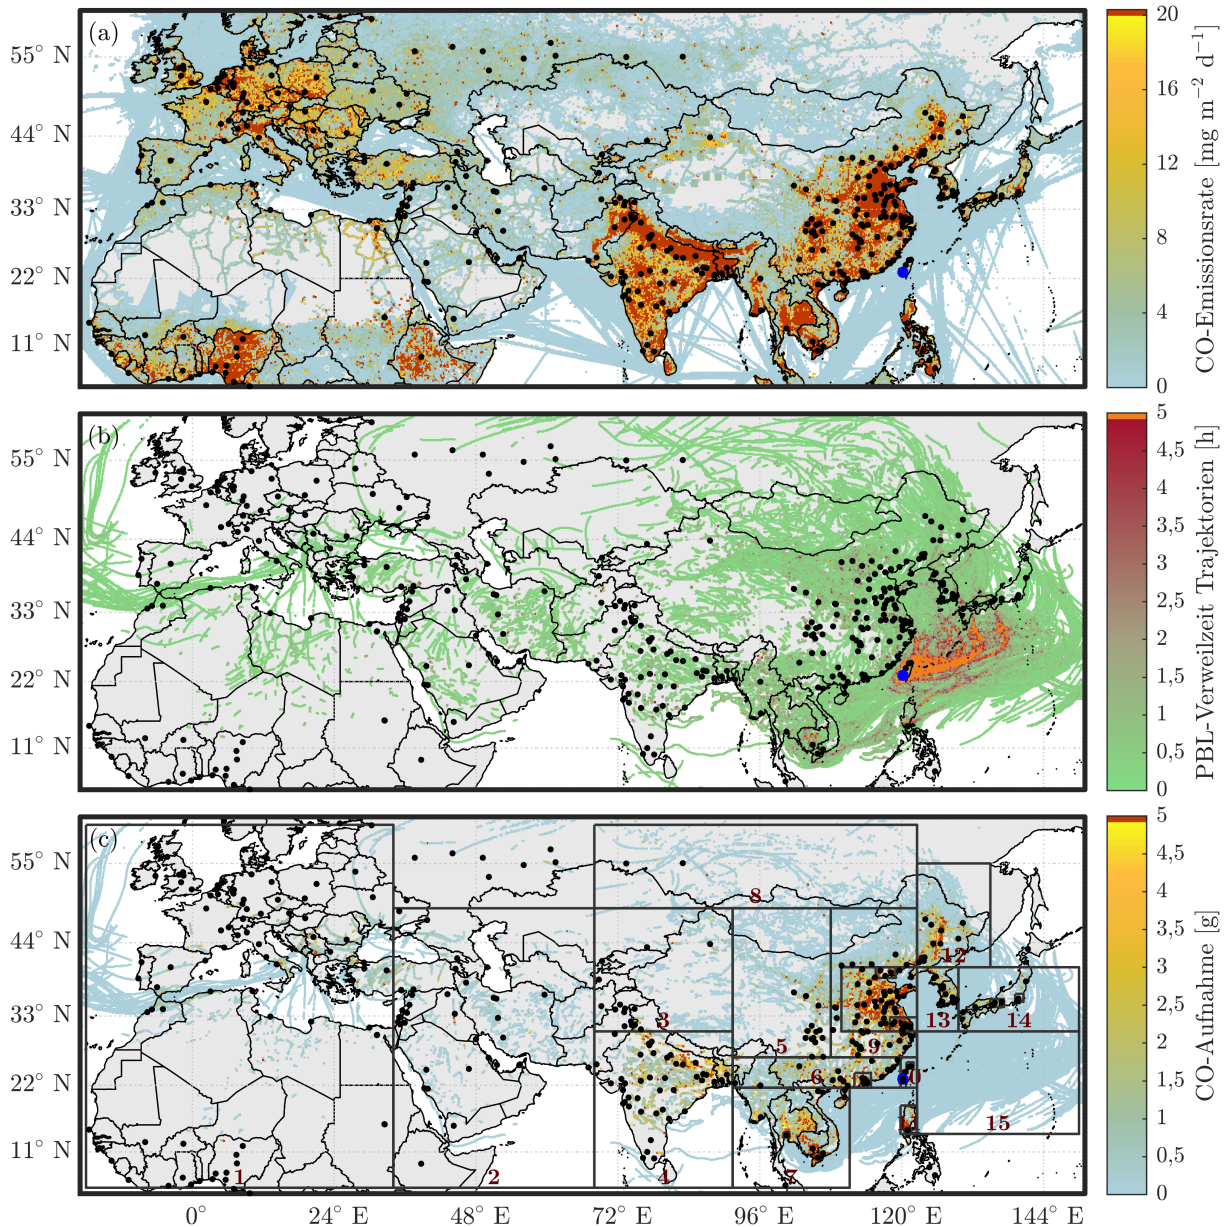 (a)
55° N
44° N
33° N
22° N
11° N
20
16
12
8
4
0
CO-Emissionsrate [mg m⁻² d⁻¹]
(b)
55° N
44° N
33° N
22° N
11° N
5
4,5
4
3,5
3
2,5
2
1,5
1
0,5
0
PBL-Verweilzeit Trajektorien [h]
(c)
55° N
44° N
33° N
22° N
11° N
8
12
3
13
14
5
9
6
0
15
1
2
4
7
5
4,5
4
3,5
3
2,5
2
1,5
1
0,5
0
CO-Aufnahme [g]
0°
24° E
48° E
72° E
96° E
120° E
144° E